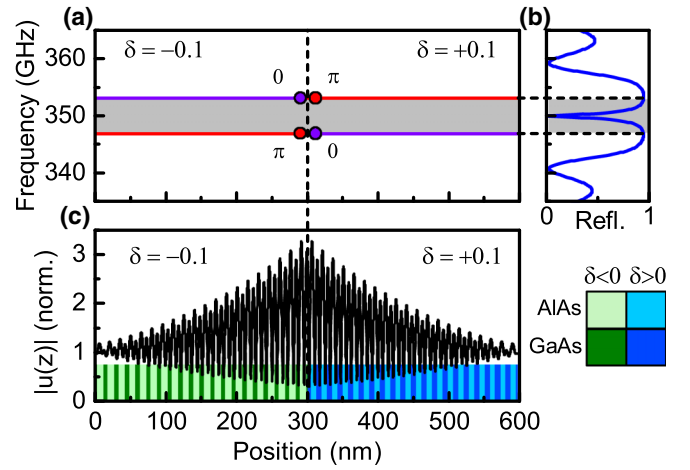 (a)
(b)
Frequency (GHz)
360
350
340
δ = −0.1
δ = +0.1
0
π
π
0
0
1
Refl.
(c)
|u(z)| (norm.)
3
2
1
0
δ = −0.1
δ = +0.1
0
100
200
300
400
500
600
Position (nm)
δ<0
δ>0
AlAs
GaAs